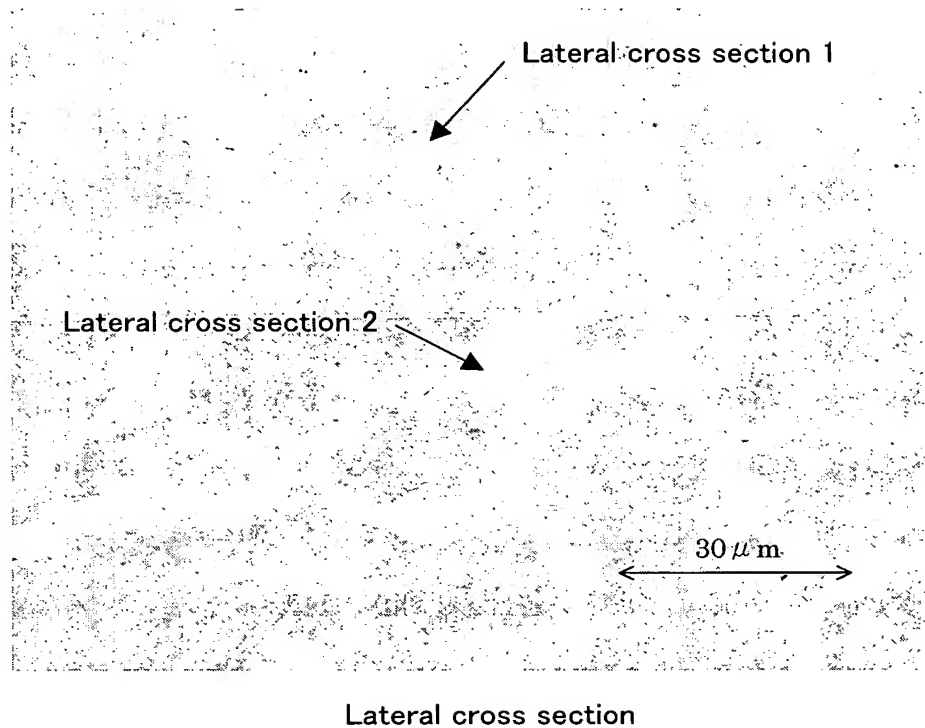 Lateral cross section 1
Lateral cross section 2
30 μm
Lateral cross section